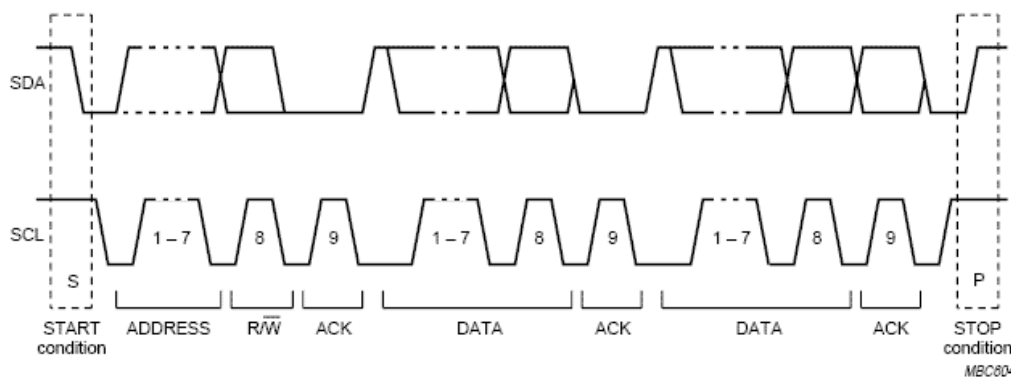 SDA
SCL
1 – 7 8 9 1 – 7 8 9 1 – 7 8 9
S P
START ADDRESS R/W̅ ACK DATA ACK DATA ACK STOP
condition condition
MBC604